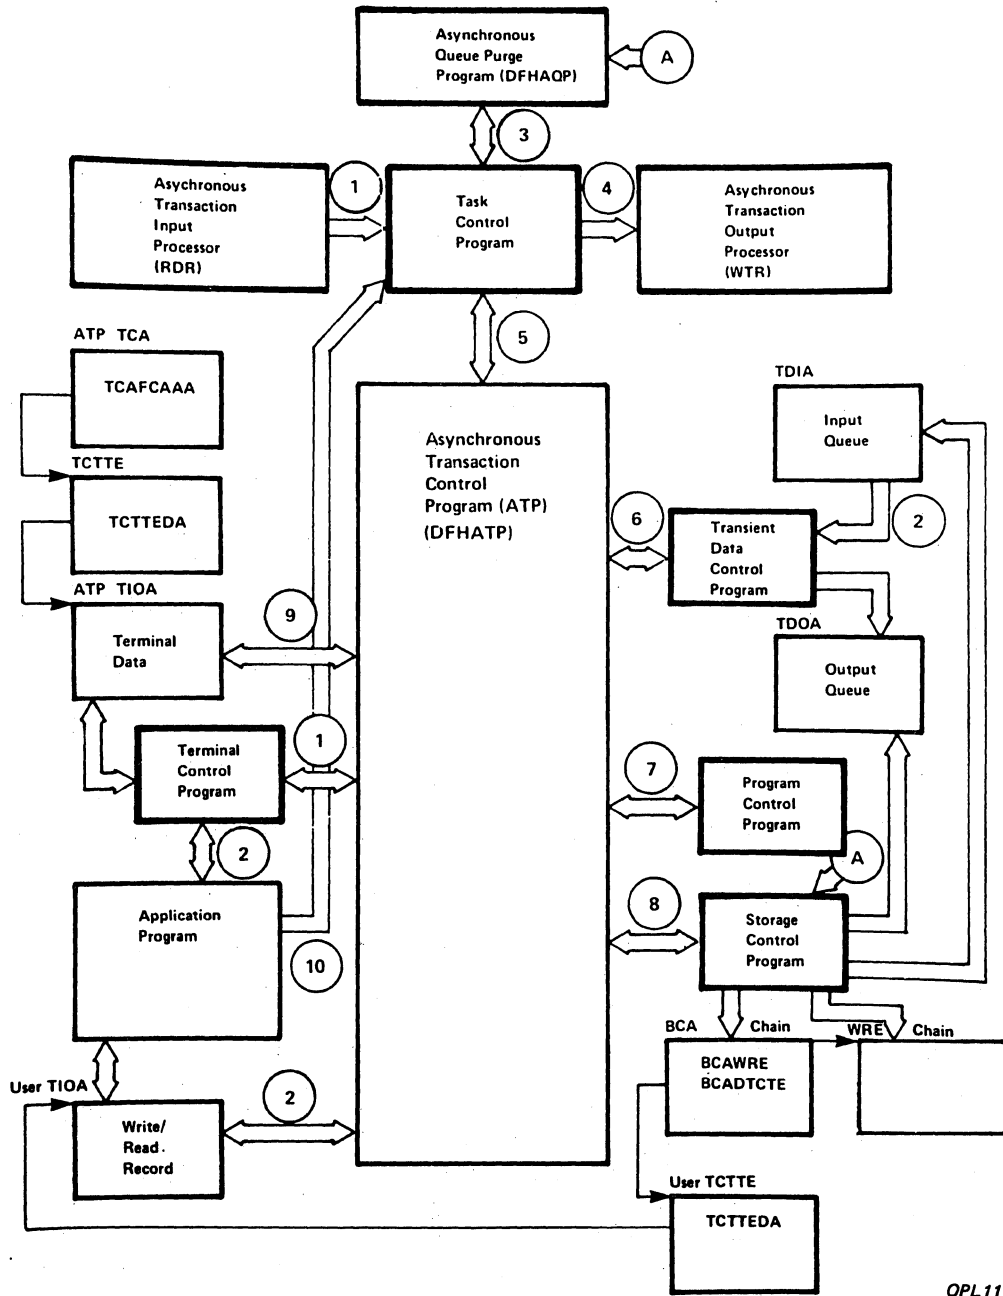 Asynchronous
Queue Purge
Program (DFHAQP)
A
3
Asychronous
Transaction
Input
Processor
(RDR)
1
Task
Control
Program
4
Asychronous
Transaction
Output
Processor
(WTR)
5
ATP TCA
TCAFCAAA
TCTTE
TCTTEDA
ATP TIOA
Terminal
Data
9
Asynchronous
Transaction
Control
Program (ATP)
(DFHATP)
TDIA
Input
Queue
6
Transient
Data
Control
Program
2
TDOA
Output
Queue
Terminal
Control
Program
1
2
7
Program
Control
Program
A
Application
Program
10
8
Storage
Control
Program
BCA Chain
WRE Chain
BCAWRE
BCADTCTE
User TIOA
Write/
Read.
Record
2
User TCTTE
TCTTEDA
OPL11